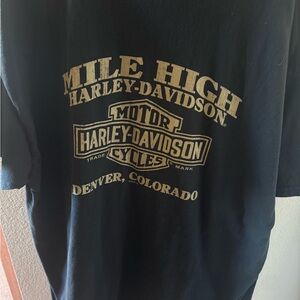 MILE HIGH
HARLEY-DAVIDSON
MOTOR
HARLEY-DAVIDSON
CYCLES
TRADE MARK
DENVER, COLORADO